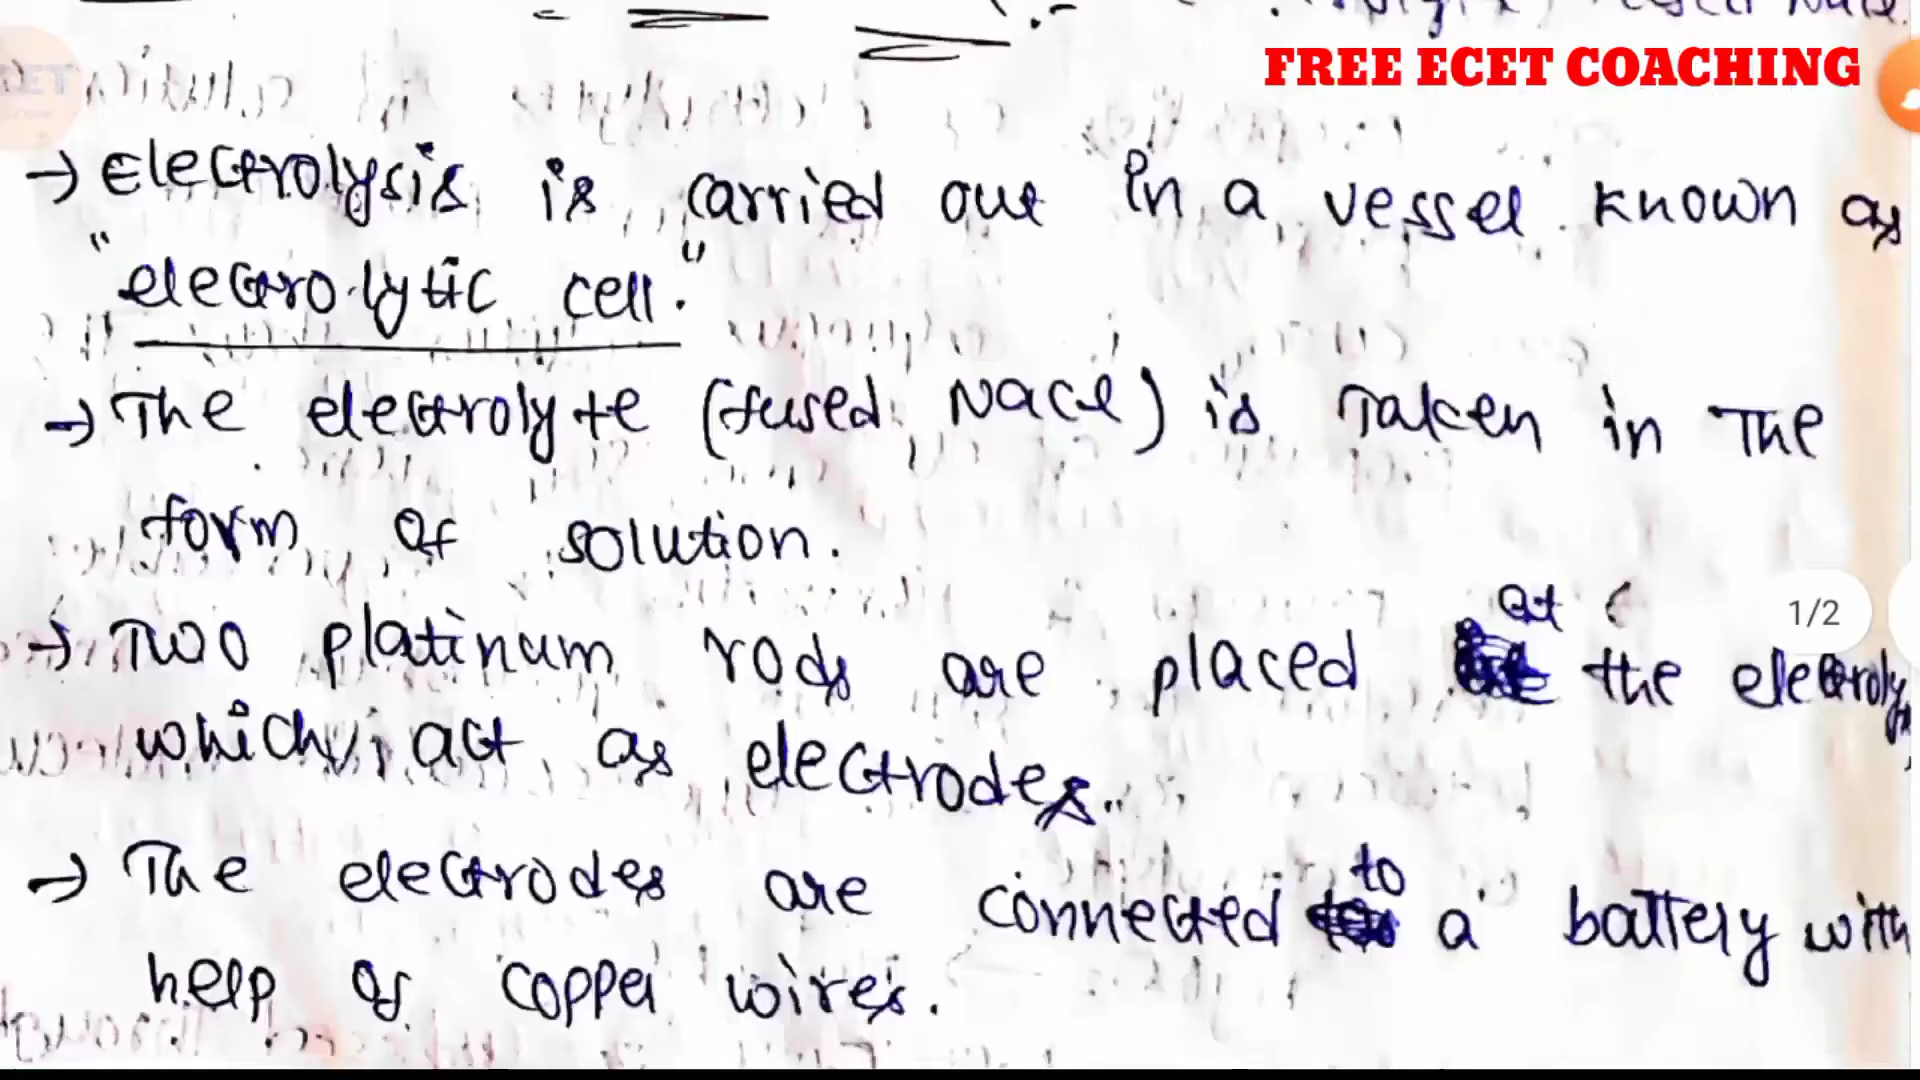 FREE ECET COACHING
→ Electrolysis is carried out in a vessel known as
"electrolytic cell."
→ The electrolyte (fused Nacl) is Taken in The
form of solution.
1/2
→ Two platinum rods are placed at the electroly
which act as electrodes.
→ The electrodes are connected to a battery with
help of copper wires.